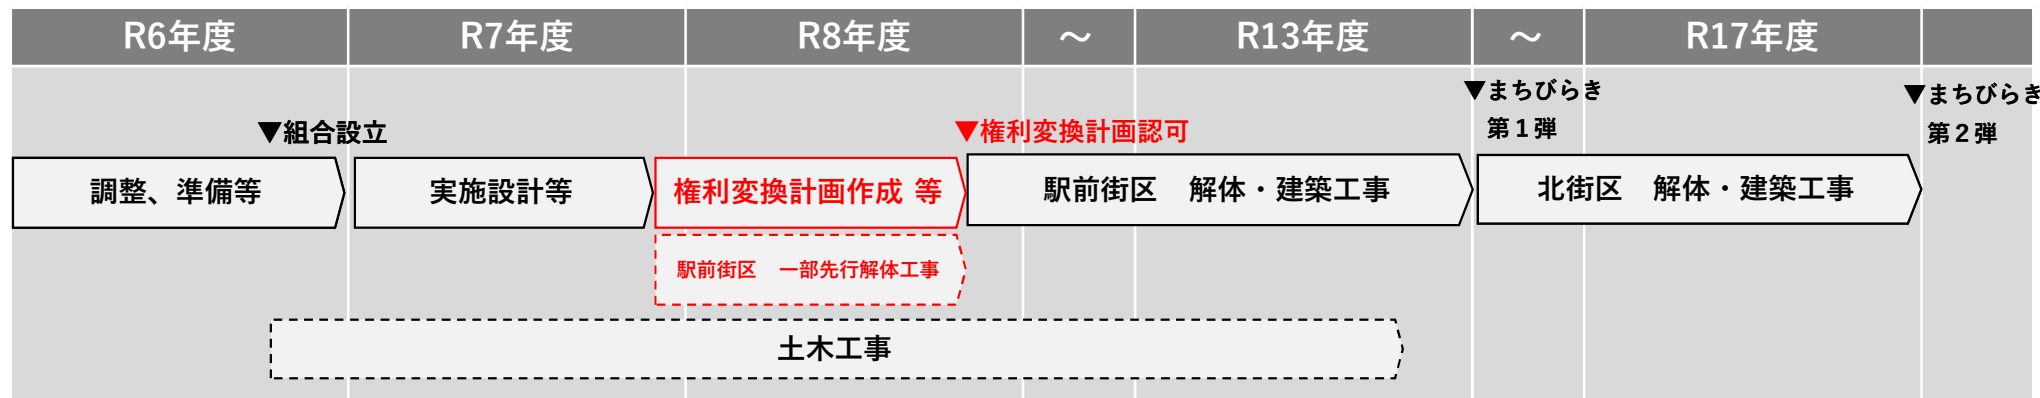 R6年度 R7年度 R8年度 ～ R13年度 ～ R17年度
▼まちびらき
第１弾
▼まちびらき
第２弾
▼組合設立
▼権利変換計画認可
調整、準備等
実施設計等
権利変換計画作成 等
駅前街区　解体・建築工事
北街区　解体・建築工事
駅前街区　一部先行解体工事
土木工事